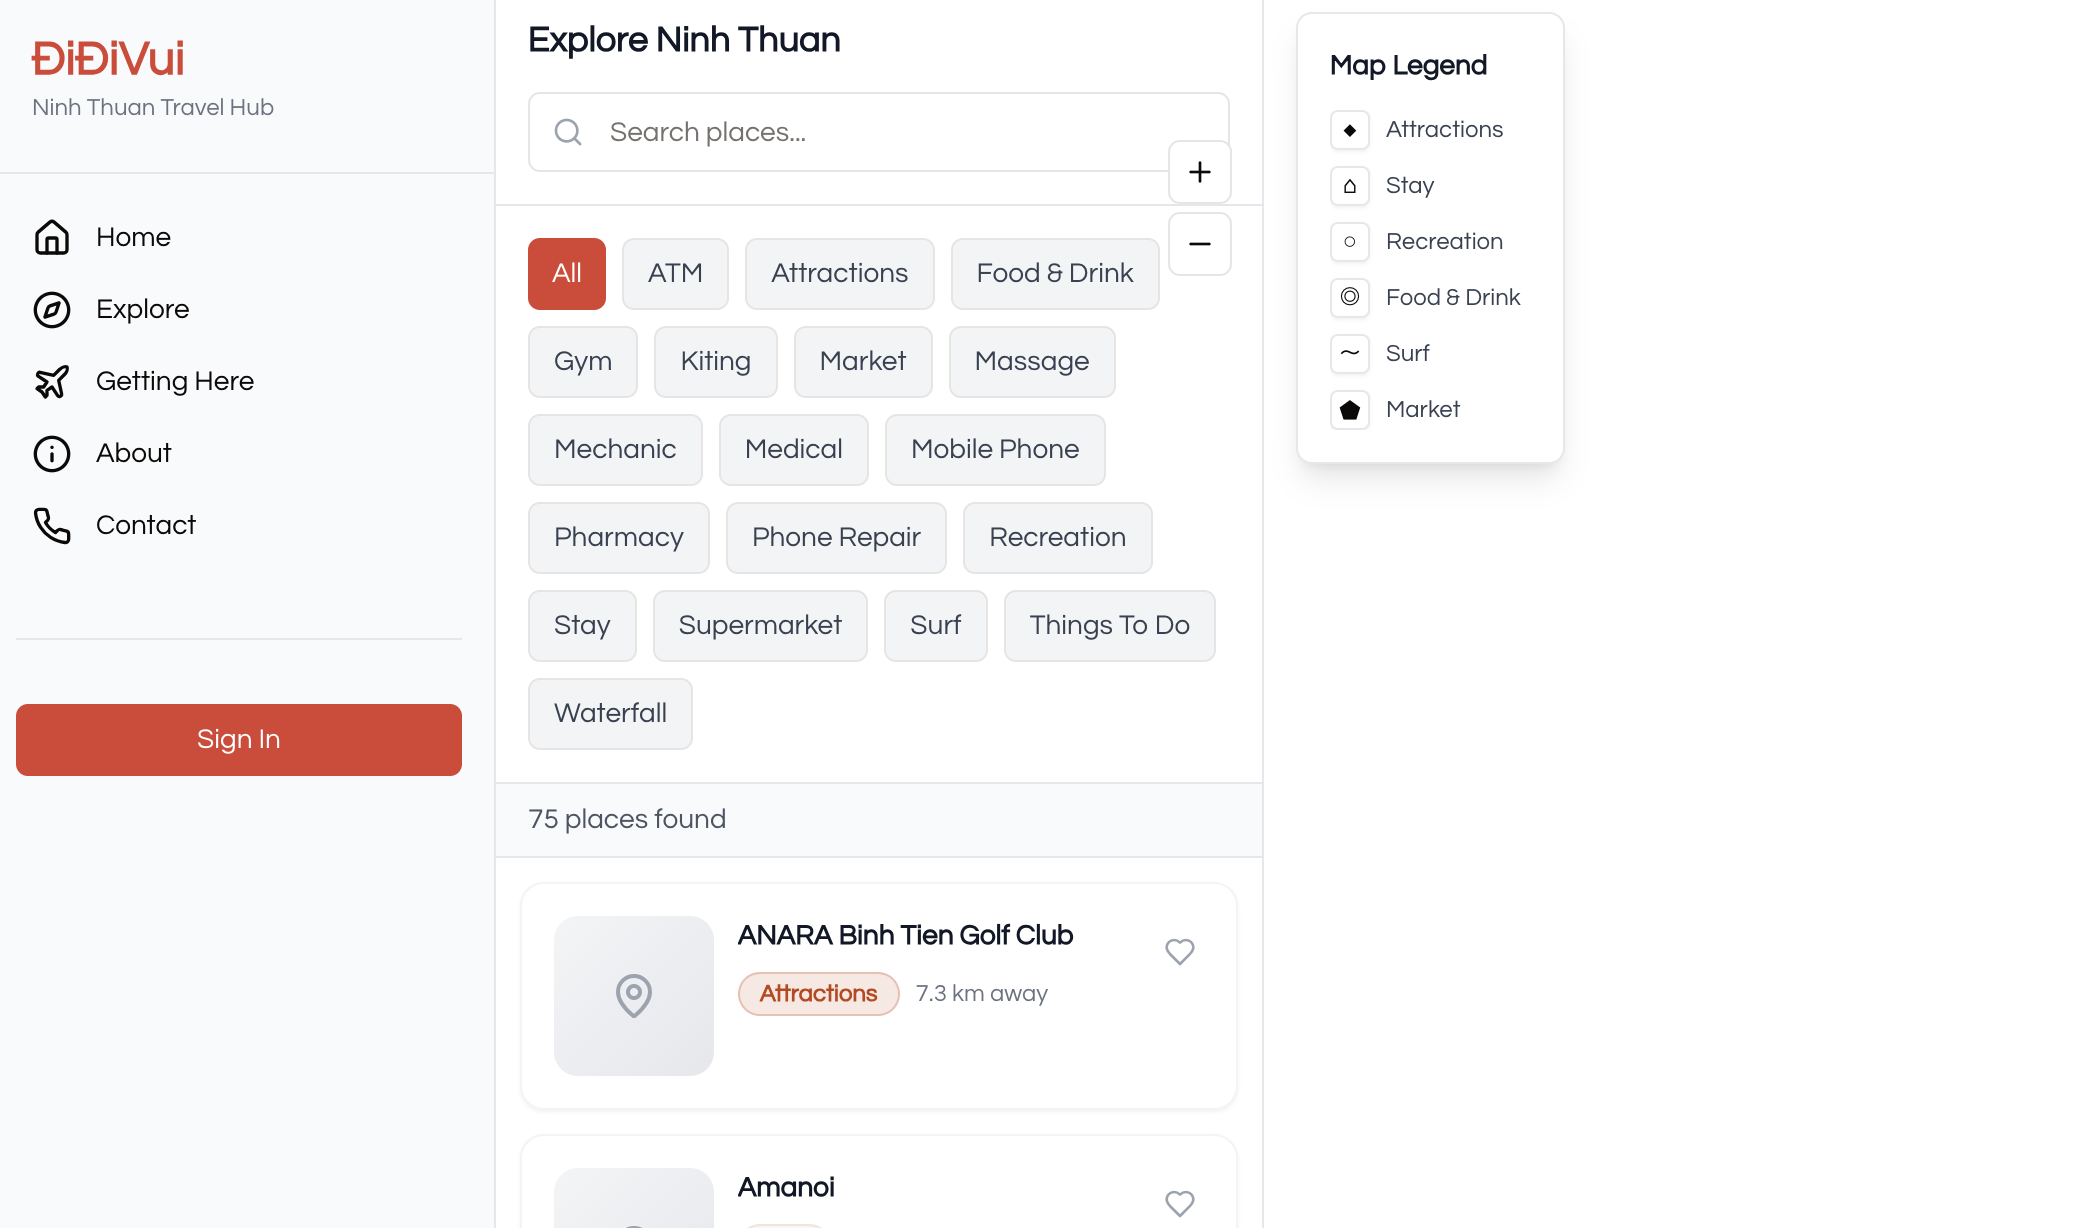 ĐiĐiVui
Ninh Thuan Travel Hub
Home
Explore
Getting Here
About
Contact
Sign In
Explore Ninh Thuan
Search places...
All
ATM
Attractions
Food & Drink
Gym
Kiting
Market
Massage
Mechanic
Medical
Mobile Phone
Pharmacy
Phone Repair
Recreation
Stay
Supermarket
Surf
Things To Do
Waterfall
75 places found
ANARA Binh Tien Golf Club
Attractions
7.3 km away
Amanoi
Map Legend
Attractions
Stay
Recreation
Food & Drink
Surf
Market